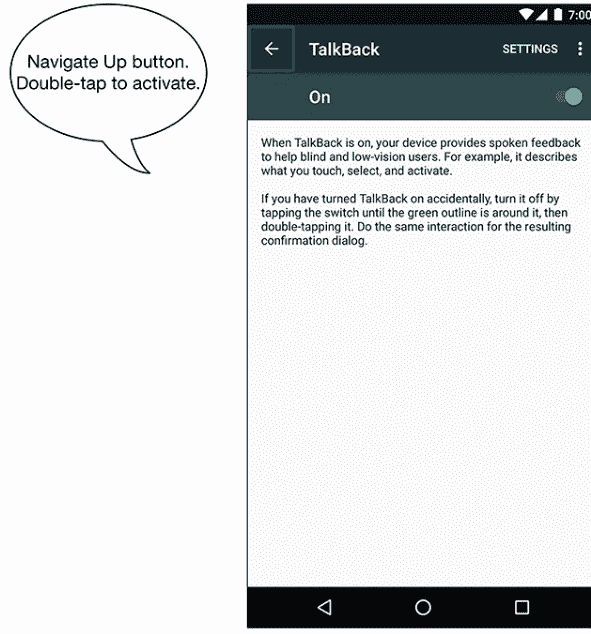 Navigate Up button.
Double-tap to activate.
7:00
TalkBack
SETTINGS
On
When TalkBack is on, your device provides spoken feedback
to help blind and low-vision users. For example, it describes
what you touch, select, and activate.
If you have turned TalkBack on accidentally, turn it off by
tapping the switch until the green outline is around it, then
double-tapping it. Do the same interaction for the resulting
confirmation dialog.